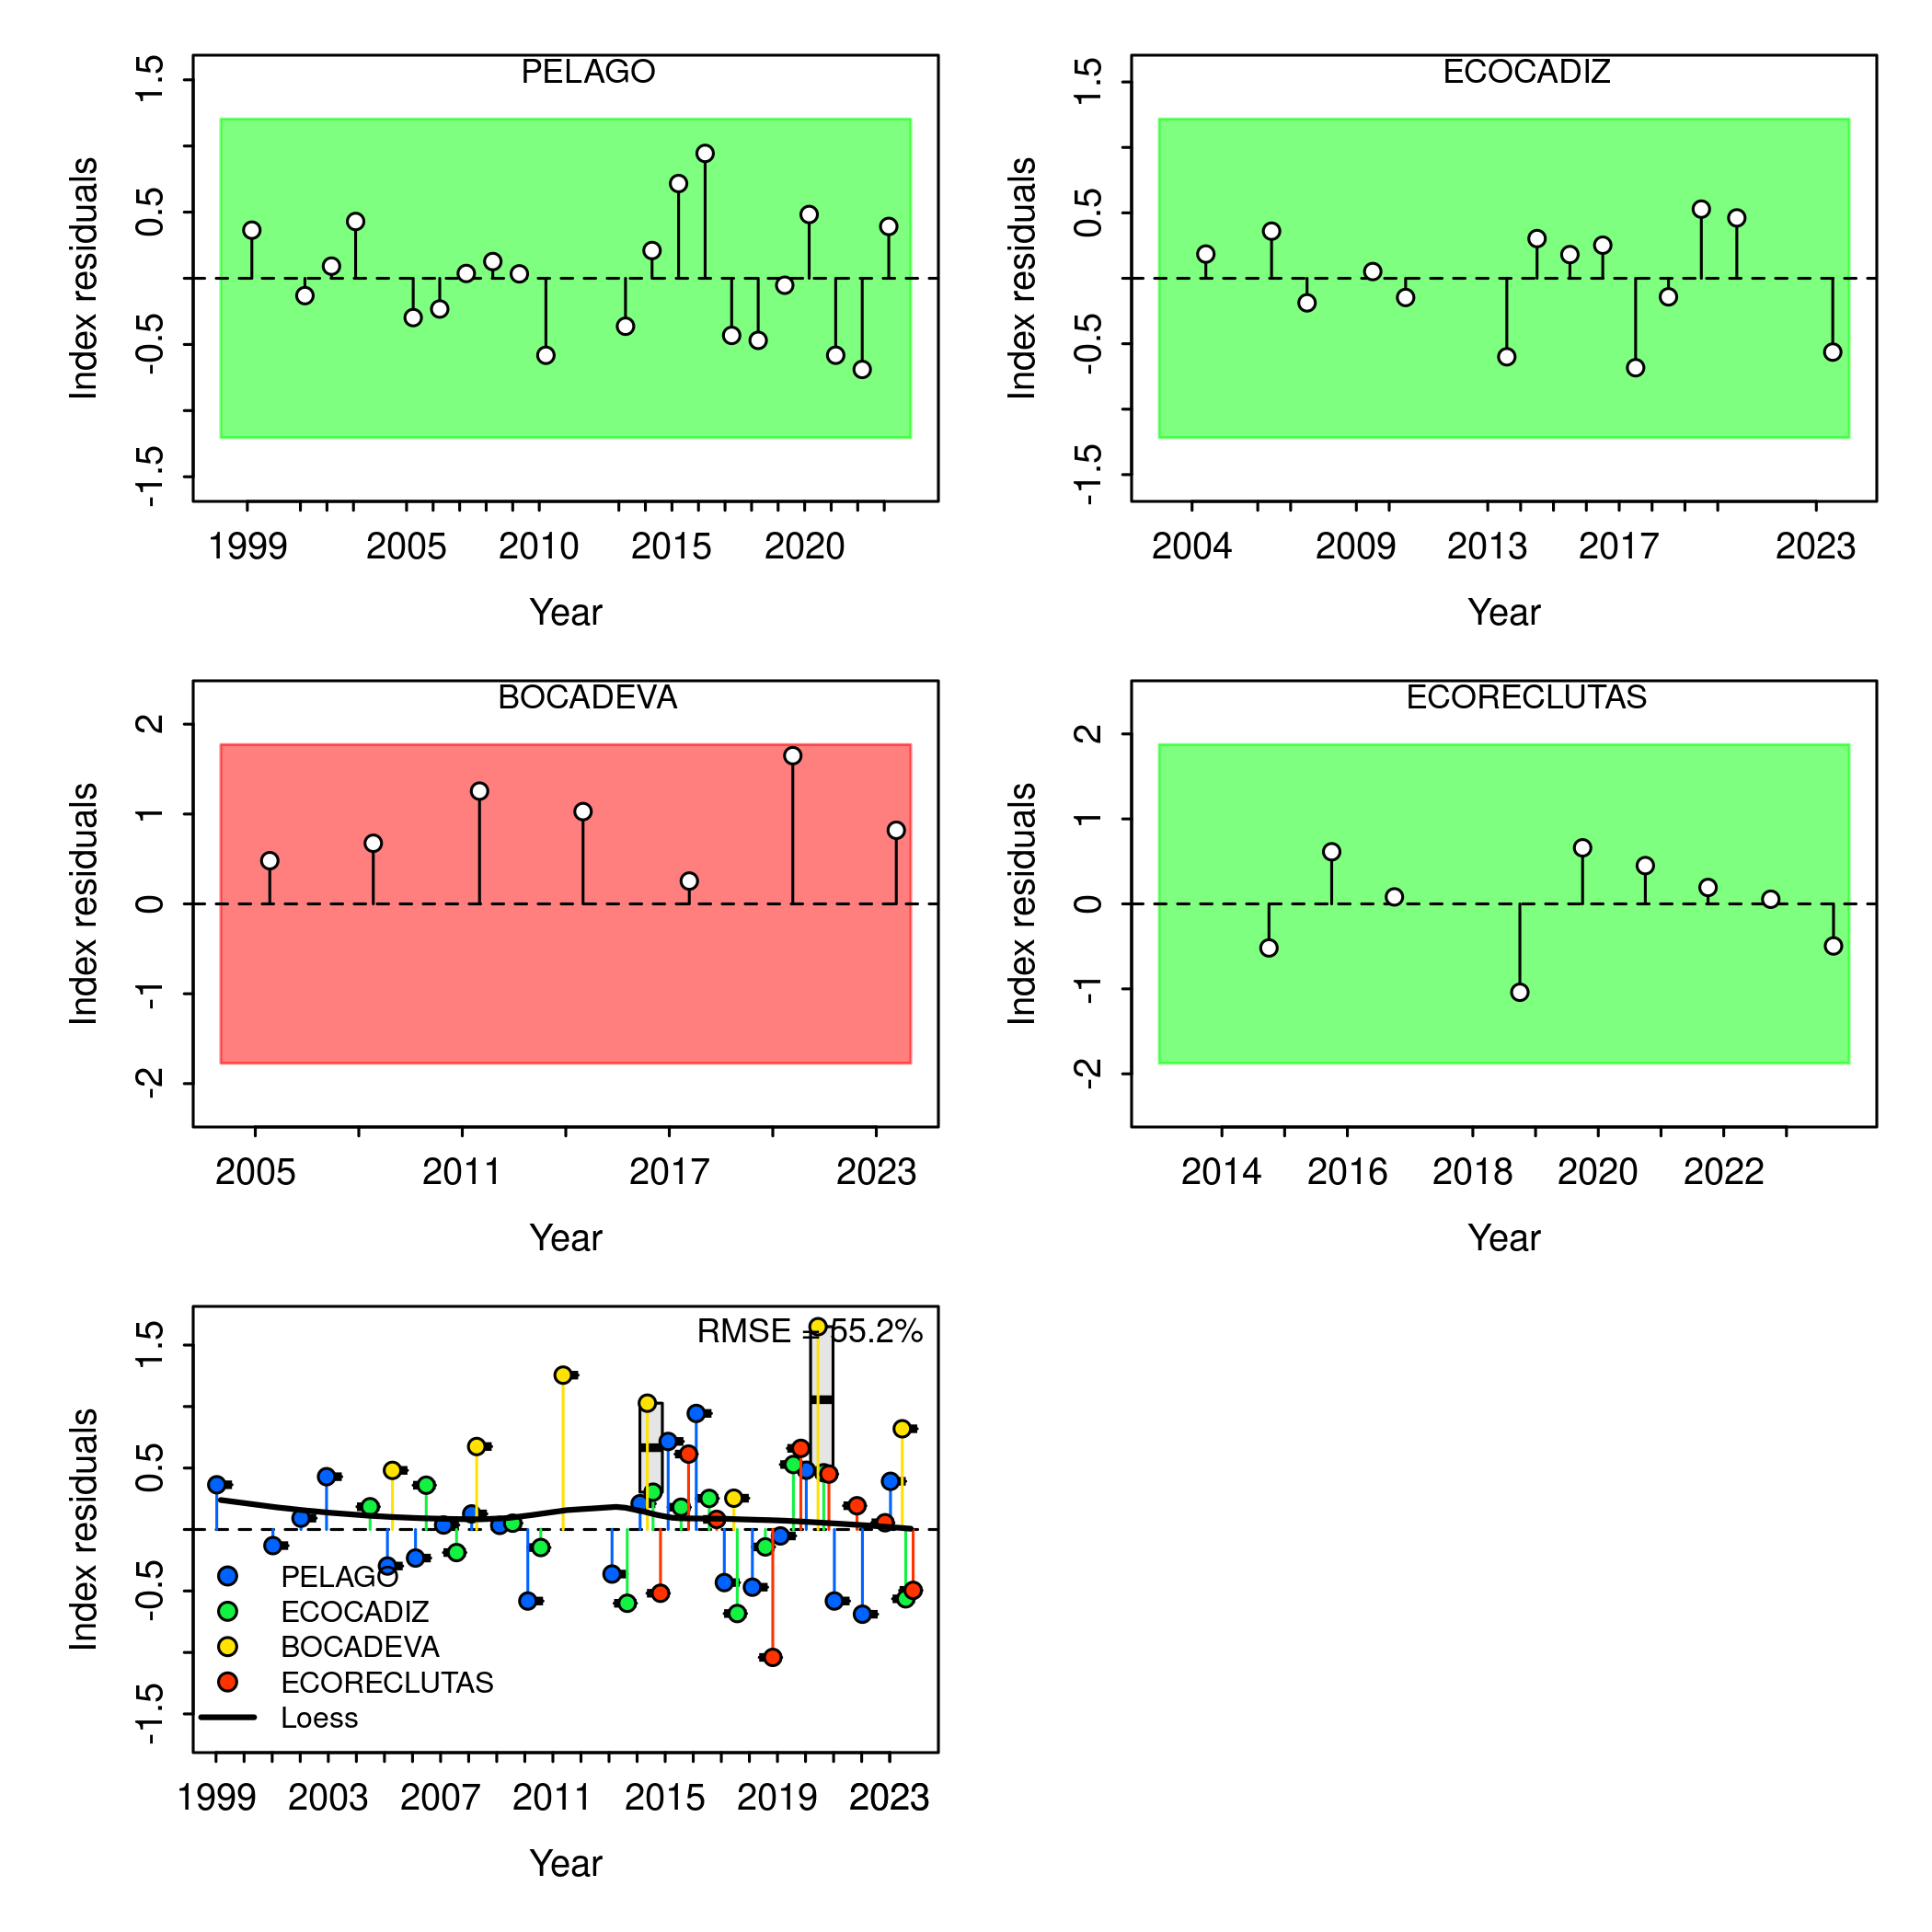 PELAGO
Index residuals
1.5
0.5
-0.5
-1.5
1999 2005 2010 2015 2020
Year
ECOCADIZ
Index residuals
1.5
0.5
-0.5
-1.5
2004 2009 2013 2017 2023
Year
BOCADEVA
Index residuals
2
1
0
-1
-2
2005 2011 2017 2023
Year
ECORECLUTAS
Index residuals
2
1
0
-1
-2
2014 2016 2018 2020 2022
Year
RMSE = 55.2%
Index residuals
1.5
0.5
-0.5
-1.5
PELAGO
ECOCADIZ
BOCADEVA
ECORECLUTAS
Loess
1999 2003 2007 2011 2015 2019 2023
Year